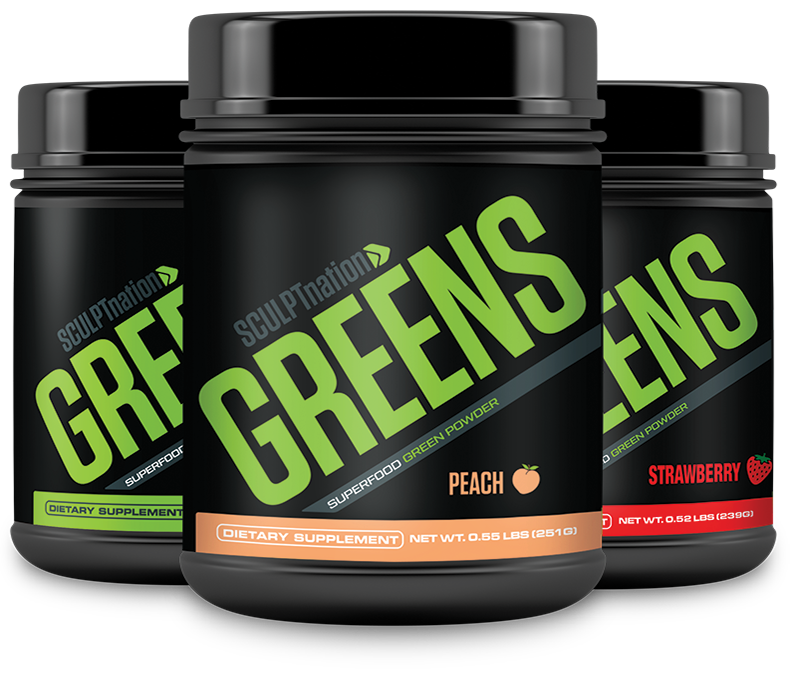 SCULPTnation
GREE
SUPERFOOD
DIETARY SUPPLEMENT
SCULPTnation
GREENS
SUPERFOOD GREEN POWDER
PEACH
DIETARY SUPPLEMENT NET WT. 0.55 LBS (251G)
ENS
GREEN POWDER
STRAWBERRY
NET WT. 0.52 LBS (239G)